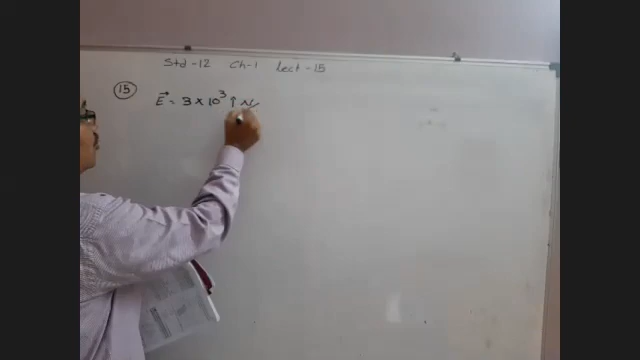 Std-12 Ch-1 Lect-15
(15) E⃗ = 3 × 10³ î N/